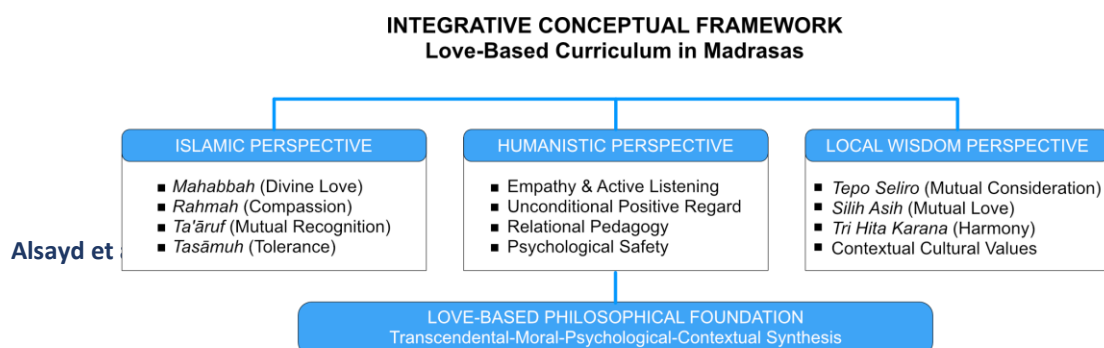 INTEGRATIVE CONCEPTUAL FRAMEWORK
Love-Based Curriculum in Madrasas
ISLAMIC PERSPECTIVE
■ Mahabbah (Divine Love)
■ Rahmah (Compassion)
■ Ta'āruf (Mutual Recognition)
■ Tasāmuh (Tolerance)
HUMANISTIC PERSPECTIVE
■ Empathy & Active Listening
■ Unconditional Positive Regard
■ Relational Pedagogy
■ Psychological Safety
LOCAL WISDOM PERSPECTIVE
■ Tepo Seliro (Mutual Consideration)
■ Silih Asih (Mutual Love)
■ Tri Hita Karana (Harmony)
■ Contextual Cultural Values
Alsayd et
LOVE-BASED PHILOSOPHICAL FOUNDATION
Transcendental-Moral-Psychological-Contextual Synthesis